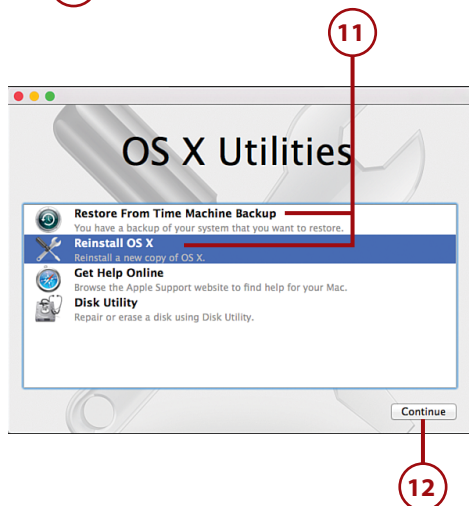 11
OS X Utilities
Restore From Time Machine Backup
You have a backup of your system that you want to restore.
Reinstall OS X
Reinstall a new copy of OS X.
Get Help Online
Browse the Apple Support website to find help for your Mac.
Disk Utility
Repair or erase a disk using Disk Utility.
Continue
12